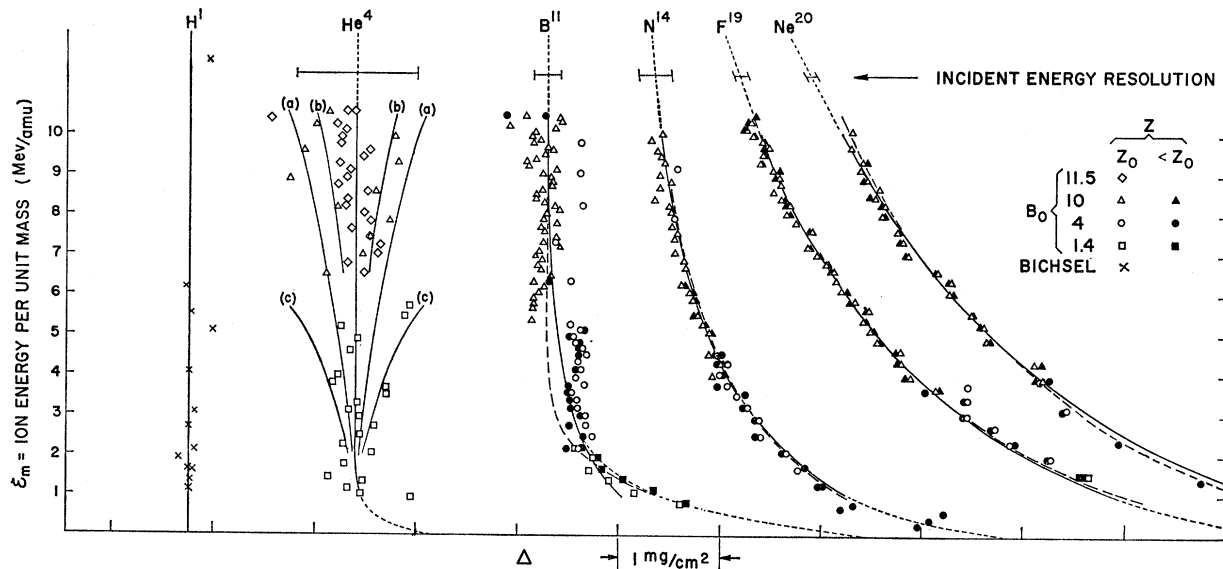 H¹ He⁴ B¹¹ N¹⁴ F¹⁹ Ne²⁰
INCIDENT ENERGY RESOLUTION
(a) (b) (b) (a)
(c) (c)
Z
Z₀ < Z₀
B₀
11.5
10
4
1.4
BICHSEL
ℰₘ = ION ENERGY PER UNIT MASS (Mev/amu)
10
9
8
7
6
5
4
3
2
1
Δ
1 mg/cm²